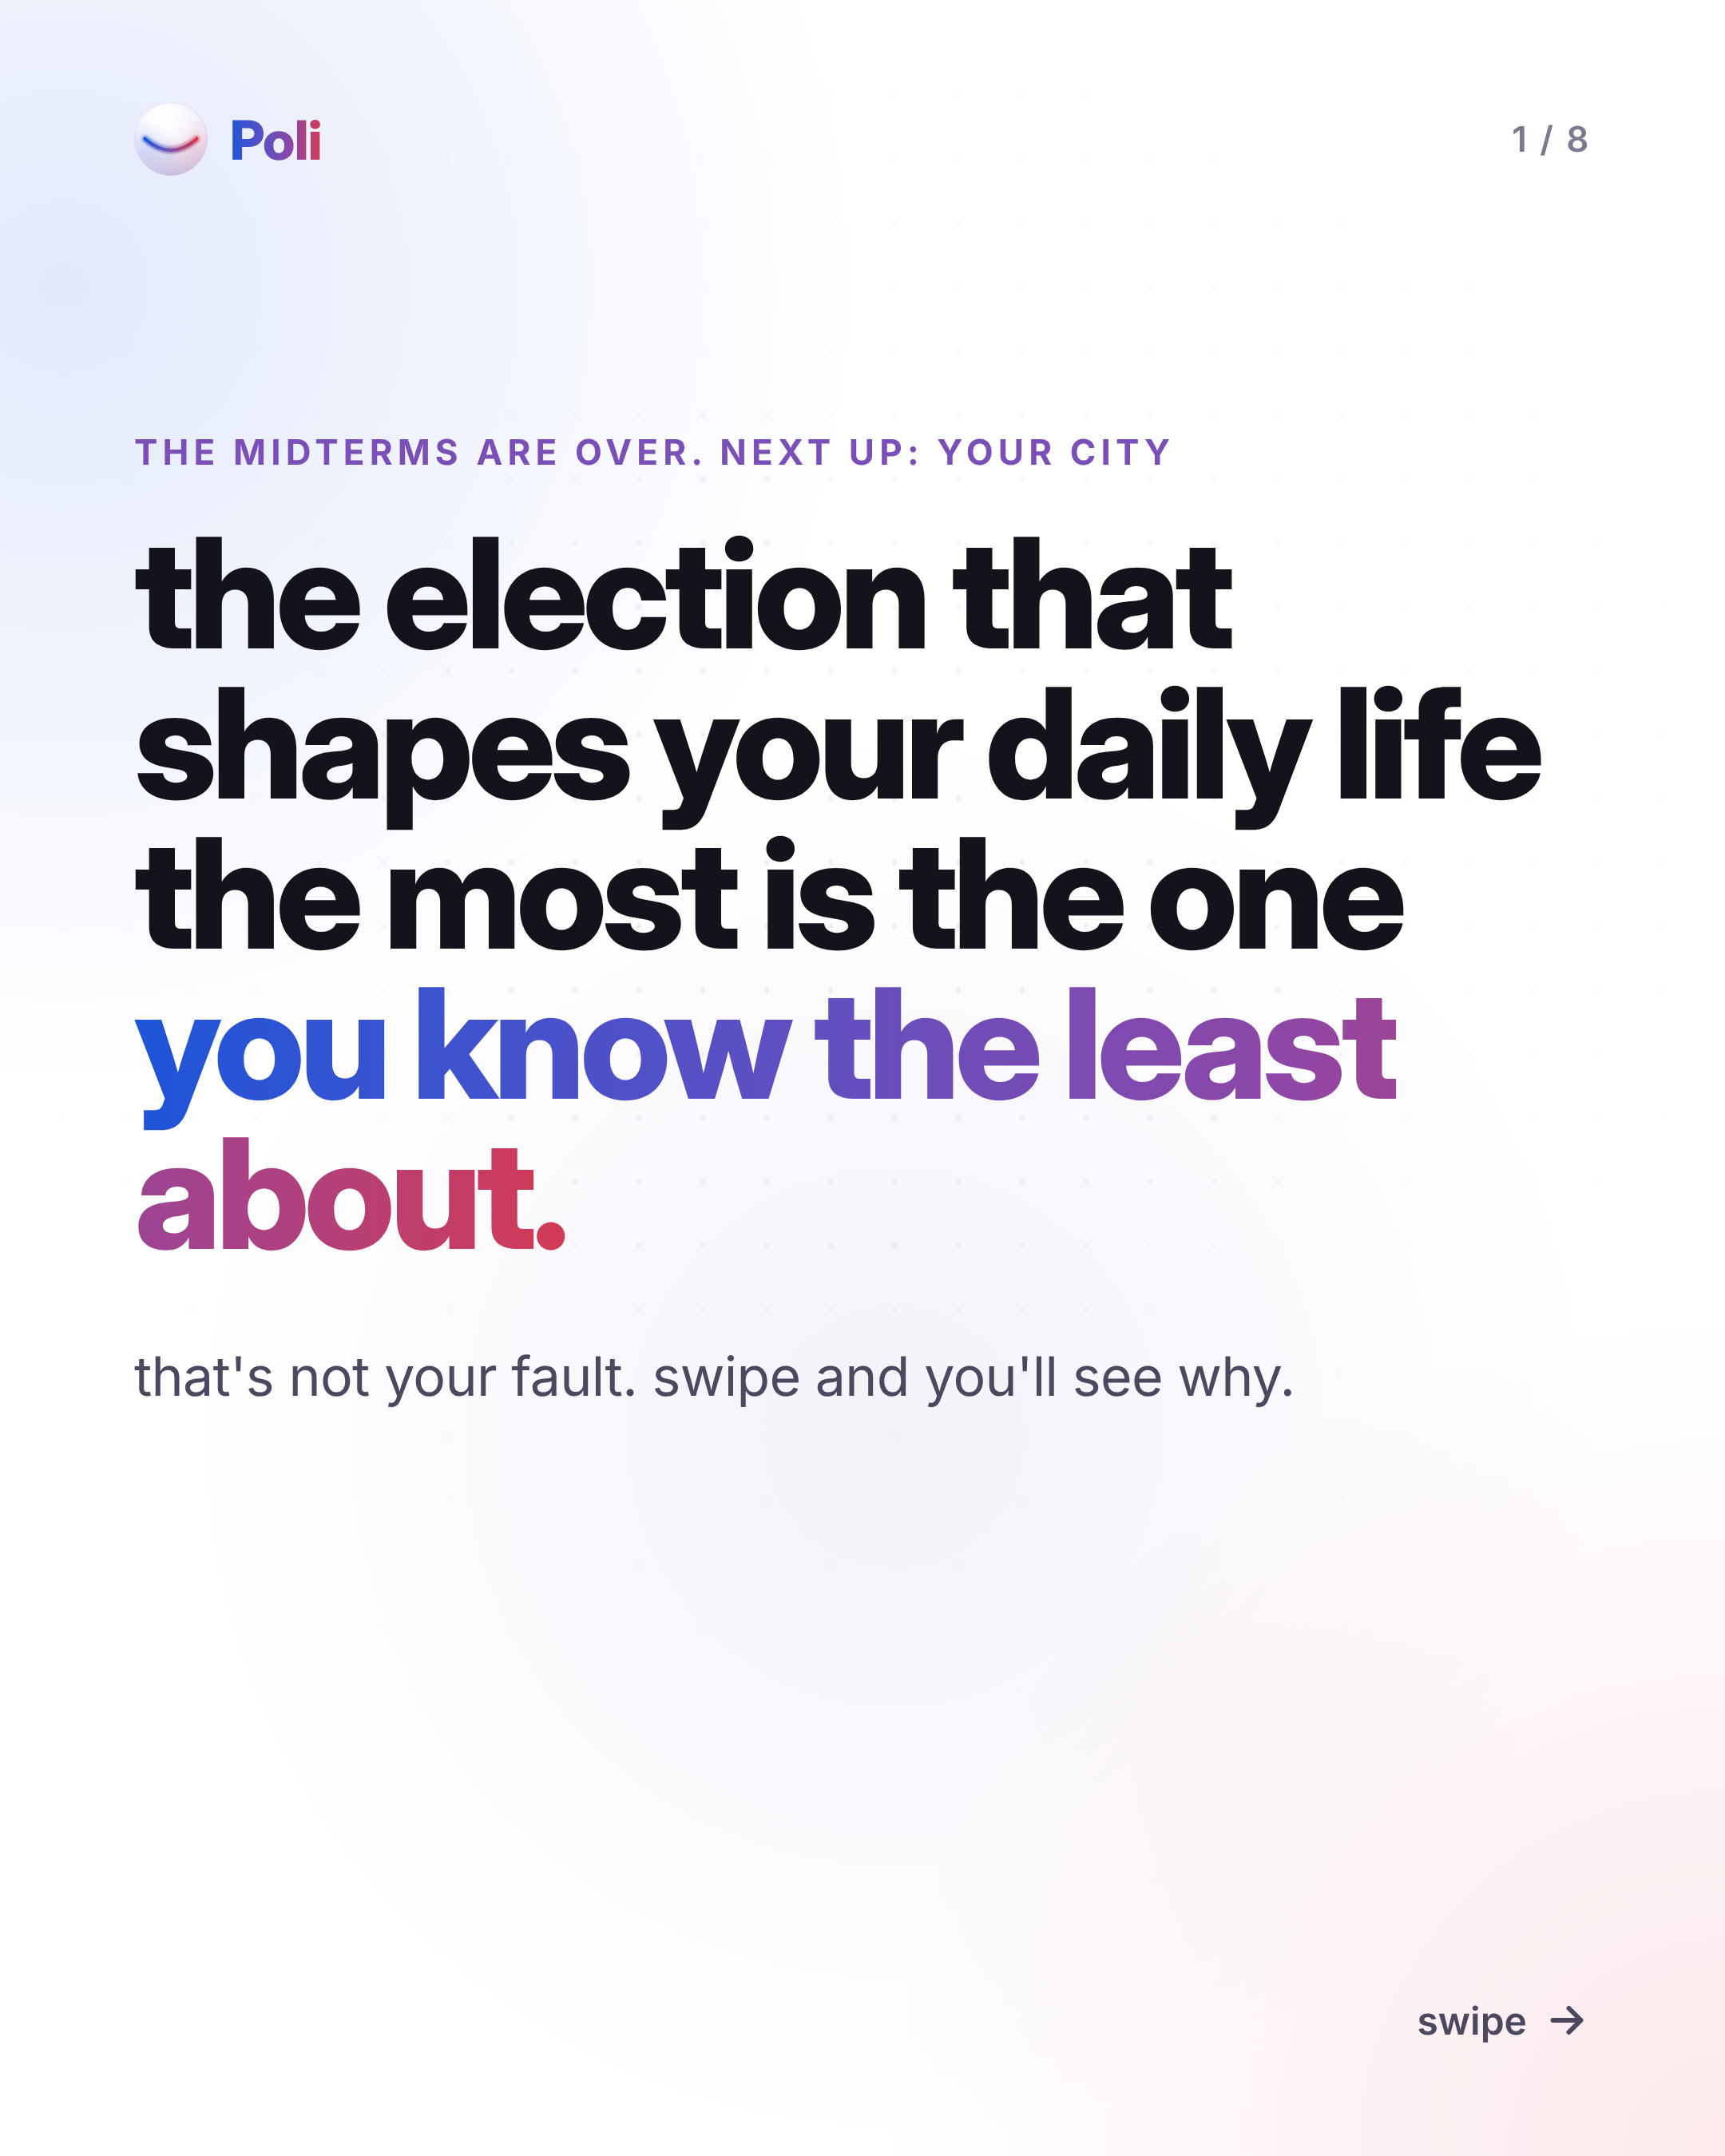 Poli
1 / 8
THE MIDTERMS ARE OVER. NEXT UP: YOUR CITY
the election that
shapes your daily life
the most is the one
you know the least
about.
that's not your fault. swipe and you'll see why.
swipe →